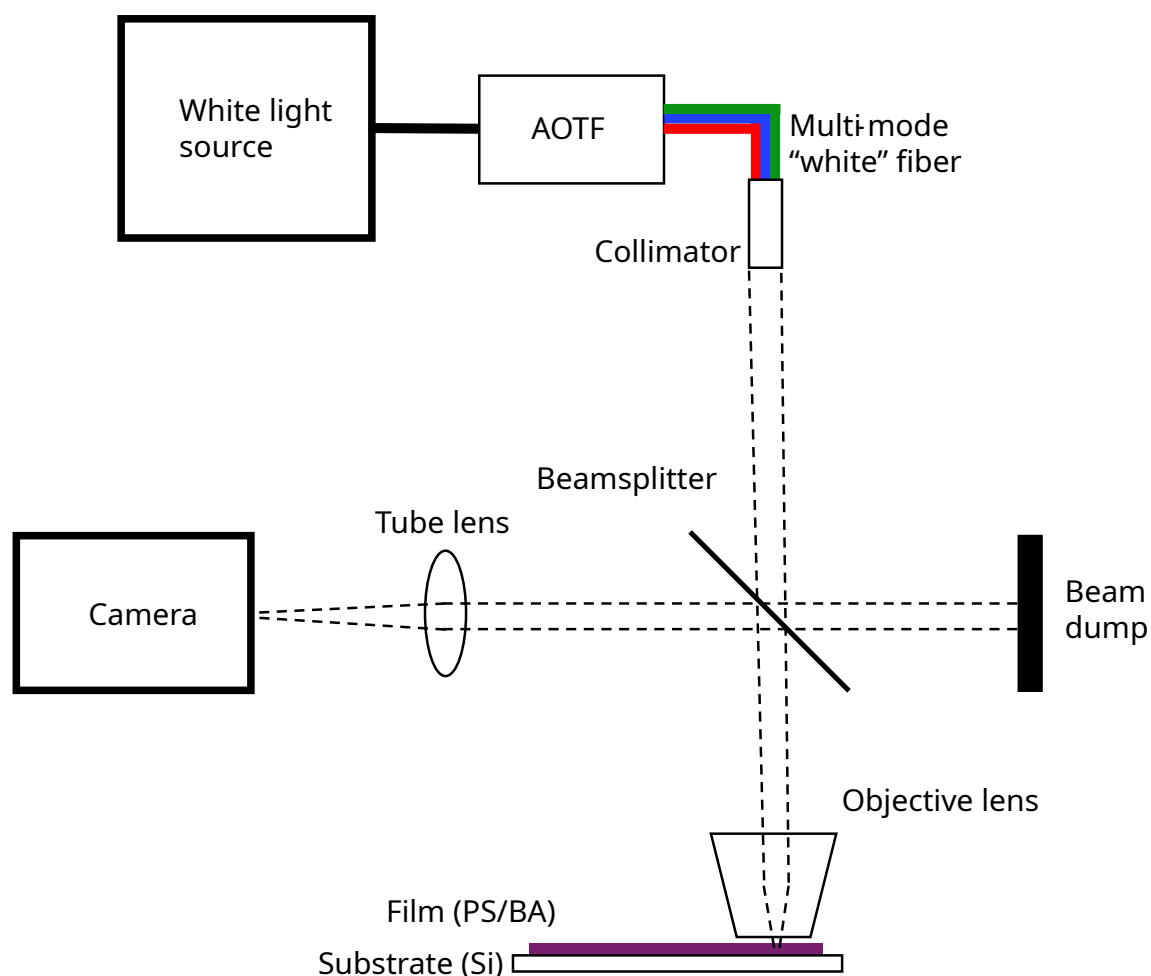 White light
source
AOTF
Multi-mode
“white” fiber
Collimator
Beamsplitter
Tube lens
Camera
Beam
dump
Objective lens
Film (PS/BA)
Substrate (Si)